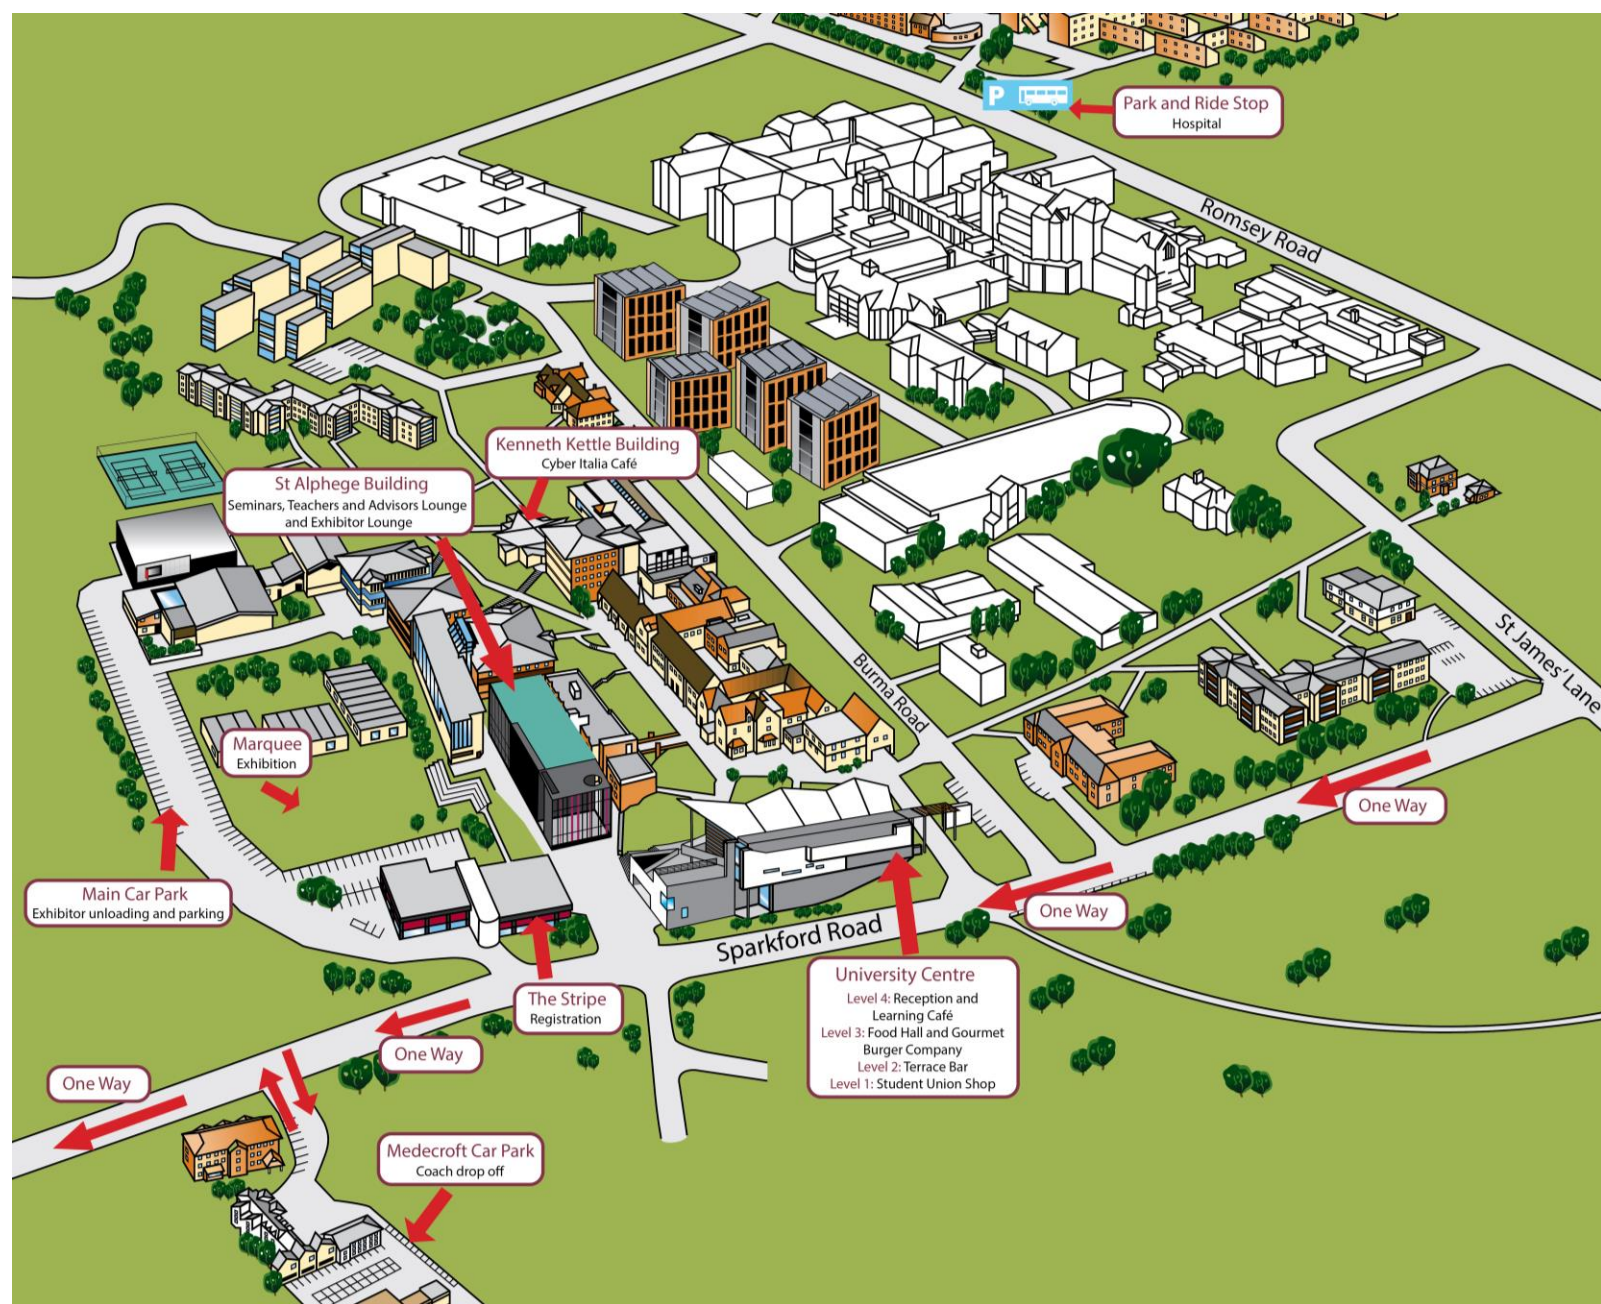 P
Park and Ride Stop
Hospital
Romsey Road
Kenneth Kettle Building
Cyber Italia Café
St Alphege Building
Seminars, Teachers and Advisors Lounge
and Exhibitor Lounge
St James' Lane
Burma Road
Marquee
Exhibition
One Way
Main Car Park
Exhibitor unloading and parking
One Way
Sparkford Road
University Centre
Level 4: Reception and
Learning Café
Level 3: Food Hall and Gourmet
Burger Company
Level 2: Terrace Bar
Level 1: Student Union Shop
The Stripe
Registration
One Way
One Way
Medecroft Car Park
Coach drop off